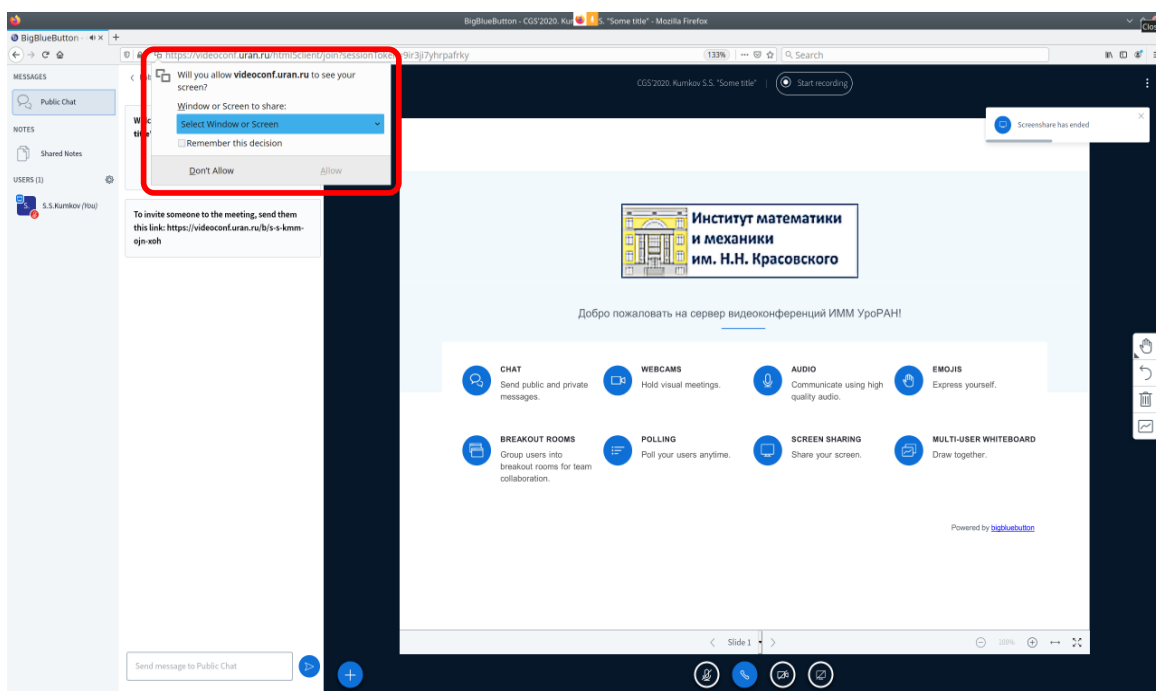 BigBlueButton - CGS'2020. Kum S. "Some title" - Mozilla Firefox
Clos
BigBlueButton -
https://videoconf.uran.ru/html5client/join?sessionToken
9ir3ji7yhrpafrky
133%
Search
Will you allow videoconf.uran.ru to see your
screen?
Window or Screen to share:
Select Window or Screen
Remember this decision
Don't Allow
Allow
MESSAGES
Public Chat
NOTES
Shared Notes
USERS (1)
S.
S.S.Kumkov (You)
To invite someone to the meeting, send them
this link: https://videoconf.uran.ru/b/s-s-kmm-
ojn-xoh
Send message to Public Chat
CGS'2020. Kumkov S.S. "Some title"
Start recording
Screenshare has ended
Институт математики
и механики
им. Н.Н. Красовского
Добро пожаловать на сервер видеоконференций ИММ УроРАН!
CHAT
Send public and private
messages.
WEBCAMS
Hold visual meetings.
AUDIO
Communicate using high
quality audio.
EMOJIS
Express yourself.
BREAKOUT ROOMS
Group users into
breakout rooms for team
collaboration.
POLLING
Poll your users anytime.
SCREEN SHARING
Share your screen.
MULTI-USER WHITEBOARD
Draw together.
Powered by bigbluebutton
Slide 1
100%